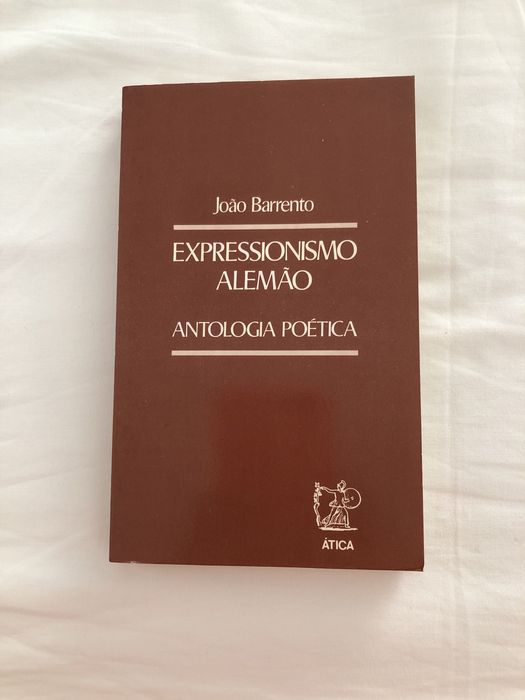 João Barrento
EXPRESSIONISMO
ALEMÃO
ANTOLOGIA POÉTICA
ÁTICA